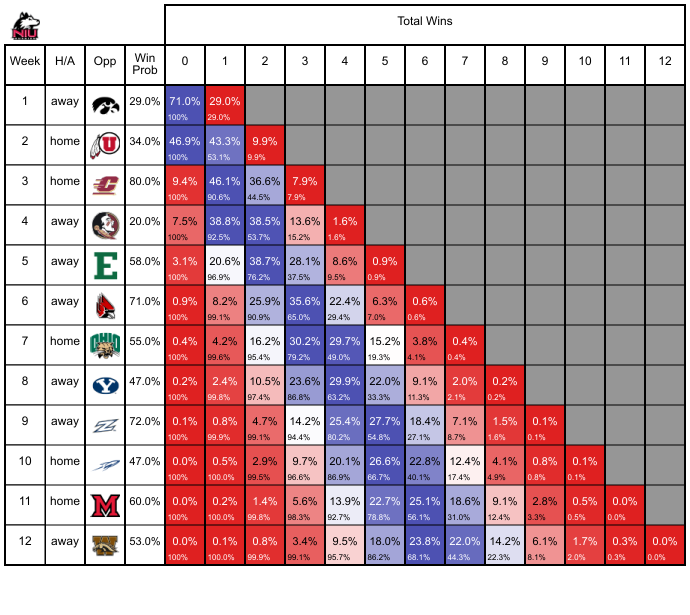 NIU
Total Wins
Week H/A Opp Win Prob 0 1 2 3 4 5 6 7 8 9 10 11 12
1 away 29.0% 71.0% 29.0%
100% 29.0%
2 home U 34.0% 46.9% 43.3% 9.9%
100% 53.1% 9.9%
3 home C 80.0% 9.4% 46.1% 36.6% 7.9%
100% 90.6% 44.5% 7.9%
4 away 20.0% 7.5% 38.8% 38.5% 13.6% 1.6%
100% 92.5% 53.7% 15.2% 1.6%
5 away E 58.0% 3.1% 20.6% 38.7% 28.1% 8.6% 0.9%
100% 96.9% 76.2% 37.5% 9.5% 0.9%
6 away 71.0% 0.9% 8.2% 25.9% 35.6% 22.4% 6.3% 0.6%
100% 99.1% 90.9% 65.0% 29.4% 7.0% 0.6%
7 home OHIO 55.0% 0.4% 4.2% 16.2% 30.2% 29.7% 15.2% 3.8% 0.4%
100% 99.6% 95.4% 79.2% 49.0% 19.3% 4.1% 0.4%
8 away Y 47.0% 0.2% 2.4% 10.5% 23.6% 29.9% 22.0% 9.1% 2.0% 0.2%
100% 99.8% 97.4% 86.8% 63.2% 33.3% 11.3% 2.1% 0.2%
9 away Z 72.0% 0.1% 0.8% 4.7% 14.2% 25.4% 27.7% 18.4% 7.1% 1.5% 0.1%
100% 99.9% 99.1% 94.4% 80.2% 54.8% 27.1% 8.7% 1.6% 0.1%
10 home 47.0% 0.0% 0.5% 2.9% 9.7% 20.1% 26.6% 22.8% 12.4% 4.1% 0.8% 0.1%
100% 100.0% 99.5% 96.6% 86.9% 66.7% 40.1% 17.4% 4.9% 0.8% 0.1%
11 home M 60.0% 0.0% 0.2% 1.4% 5.6% 13.9% 22.7% 25.1% 18.6% 9.1% 2.8% 0.5% 0.0%
100% 100.0% 99.8% 98.3% 92.7% 78.8% 56.1% 31.0% 12.4% 3.3% 0.5% 0.0%
12 away W 53.0% 0.0% 0.1% 0.8% 3.4% 9.5% 18.0% 23.8% 22.0% 14.2% 6.1% 1.7% 0.3% 0.0%
100% 100.0% 99.9% 99.1% 95.7% 86.2% 68.1% 44.3% 22.3% 8.1% 2.0% 0.3% 0.0%